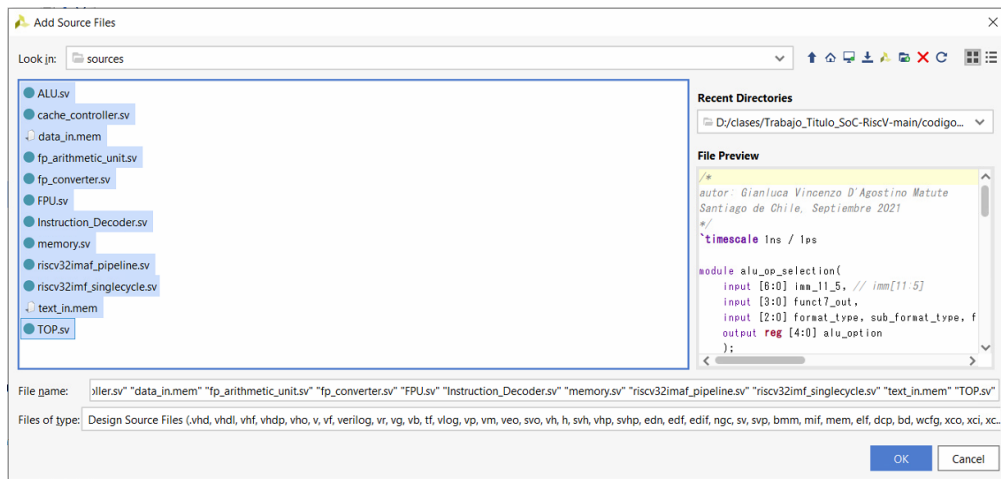 Add Source Files
Look in: sources
ALU.sv
cache_controller.sv
data_in.mem
fp_arithmetic_unit.sv
fp_converter.sv
FPU.sv
Instruction_Decoder.sv
memory.sv
riscv32imaf_pipeline.sv
riscv32imf_singlecycle.sv
text_in.mem
TOP.sv
Recent Directories
D:/clases/Trabajo_Titulo_SoC-RiscV-main/codigo...
File Preview
/*
autor: Gianluca Vincenzo D'Agostino Matute
Santiago de Chile, Septiembre 2021
*/
`timescale 1ns / 1ps
module alu_op_selection(
input [6:0] imm_11_5, // imm[11:5]
input [3:0] funct7_out,
input [2:0] format_type, sub_format_type, f
output reg [4:0] alu_option
);
File name: oller.sv" "data_in.mem" "fp_arithmetic_unit.sv" "fp_converter.sv" "FPU.sv" "Instruction_Decoder.sv" "memory.sv" "riscv32imaf_pipeline.sv" "riscv32imf_singlecycle.sv" "text_in.mem" "TOP.sv"
Files of type: Design Source Files (.vhd, vhdl, vhf, vhdp, vho, v, vf, verilog, vr, vg, vb, tf, vlog, vp, vm, veo, svo, vh, h, svh, vhp, svhp, edn, edf, edif, ngc, sv, svp, bmm, mif, mem, elf, dcp, bd, wcfg, xco, xci, xc...
OK Cancel